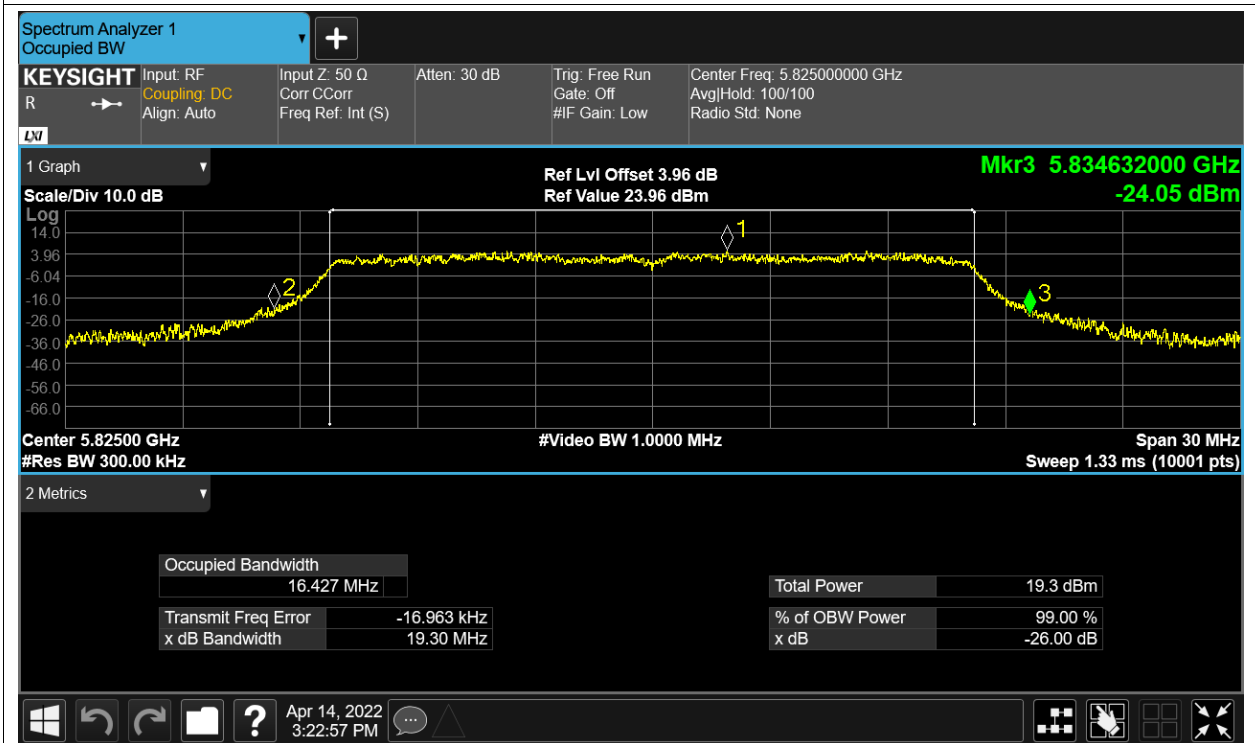 Spectrum Analyzer 1
Occupied BW
KEYSIGHT
R
LXI
Input: RF
Coupling: DC
Align: Auto
Input Z: 50 Ω
Corr CCorr
Freq Ref: Int (S)
Atten: 30 dB
Trig: Free Run
Gate: Off
#IF Gain: Low
Center Freq: 5.825000000 GHz
Avg|Hold: 100/100
Radio Std: None
1 Graph
Scale/Div 10.0 dB
Ref Lvl Offset 3.96 dB
Ref Value 23.96 dBm
Mkr3 5.834632000 GHz
-24.05 dBm
Log
14.0
3.96
-6.04
-16.0
-26.0
-36.0
-46.0
-56.0
-66.0
1
2
3
Center 5.82500 GHz
#Video BW 1.0000 MHz
Span 30 MHz
#Res BW 300.00 kHz
Sweep 1.33 ms (10001 pts)
2 Metrics
Occupied Bandwidth
16.427 MHz
Total Power 19.3 dBm
Transmit Freq Error -16.963 kHz
% of OBW Power 99.00 %
x dB Bandwidth 19.30 MHz
x dB -26.00 dB
?
Apr 14, 2022
3:22:57 PM